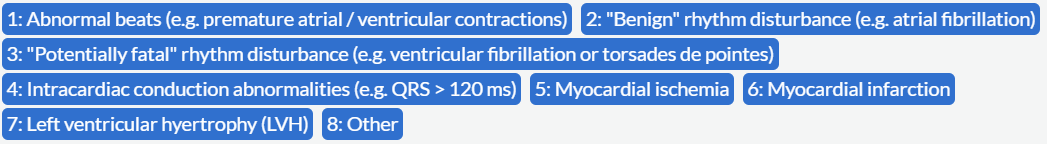 1: Abnormal beats (e.g. premature atrial / ventricular contractions) 2: "Benign" rhythm disturbance (e.g. atrial fibrillation)
3: "Potentially fatal" rhythm disturbance (e.g. ventricular fibrillation or torsades de pointes)
4: Intracardiac conduction abnormalities (e.g. QRS > 120 ms) 5: Myocardial ischemia 6: Myocardial infarction
7: Left ventricular hyertrophy (LVH) 8: Other